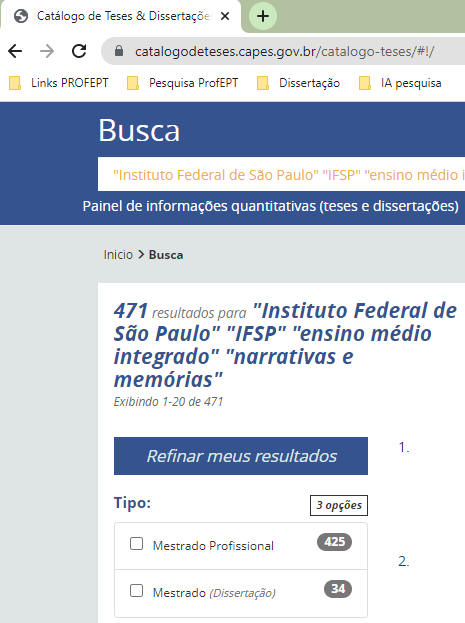 Catálogo de Teses & Dissertaçõe
catalogodeteses.capes.gov.br/catalogo-teses/#!/
Links PROFEPT Pesquisa ProfEPT Dissertação IA pesquisa
Busca
"Instituto Federal de São Paulo" "IFSP" "ensino médio i
Painel de informações quantitativas (teses e dissertações)
Inicio > Busca
471 resultados para "Instituto Federal de
São Paulo" "IFSP" "ensino médio
integrado" "narrativas e
memórias"
Exibindo 1-20 de 471
Refinar meus resultados
1.
Tipo: 3 opções
Mestrado Profissional 425
2.
Mestrado (Dissertação) 34